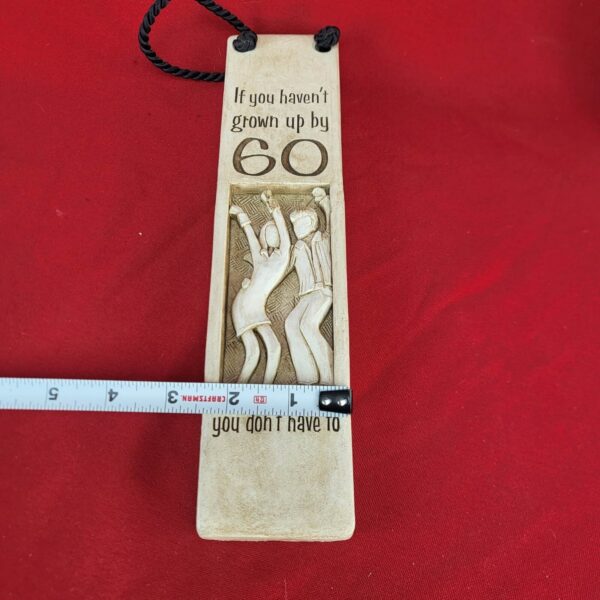 If you haven't
grown up by
60
5 4 3 CRAFTSMAN 2 1
you don't have to